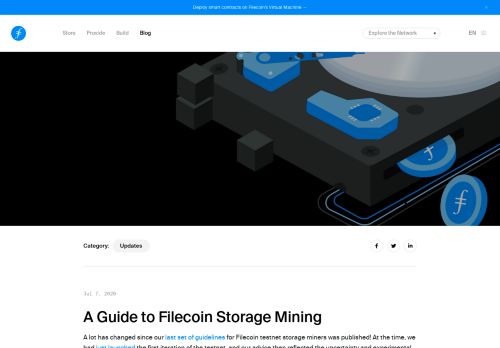 Deploy smart contracts on Filecoin's Virtual Machine →
Store Provide Build Blog Explore the Network EN
Category: Updates
Jul 7, 2020
A Guide to Filecoin Storage Mining
A lot has changed since our last set of guidelines for Filecoin testnet storage miners was published! At the time, we
had just launched the first iteration of the testnet, and our advice then reflected the uncertainty and experimental